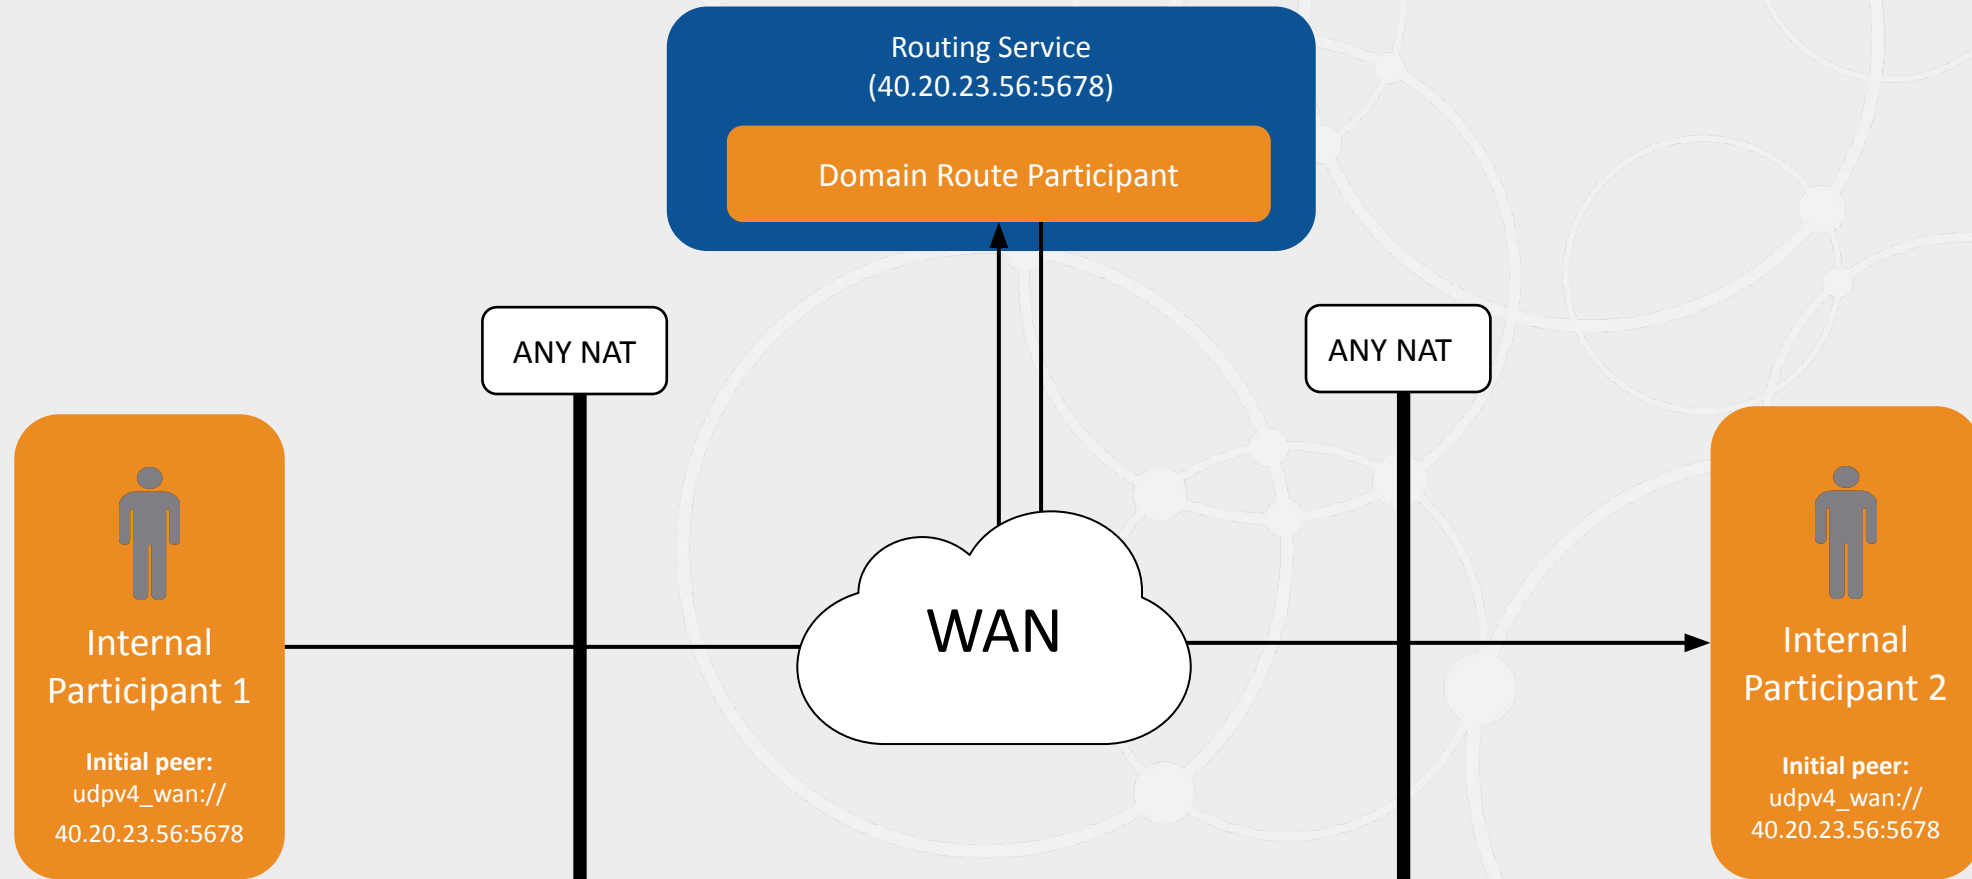 Routing Service
(40.20.23.56:5678)
Domain Route Participant
ANY NAT
ANY NAT
Internal
Participant 1
Initial peer:
udpv4_wan://
40.20.23.56:5678
WAN
Internal
Participant 2
Initial peer:
udpv4_wan://
40.20.23.56:5678